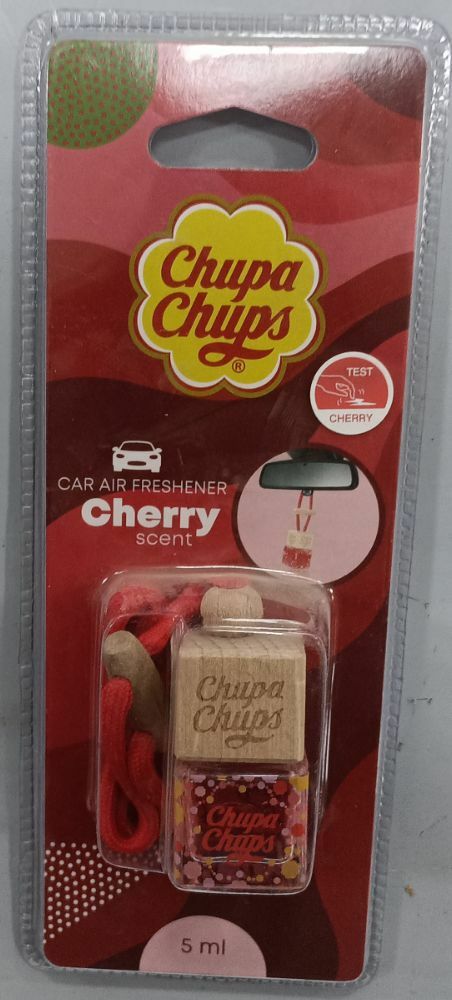 Chupa
Chups
®
TEST
CHERRY
CAR AIR FRESHENER
Cherry
scent
Chupa
Chups
Chupa
Chups
5 ml